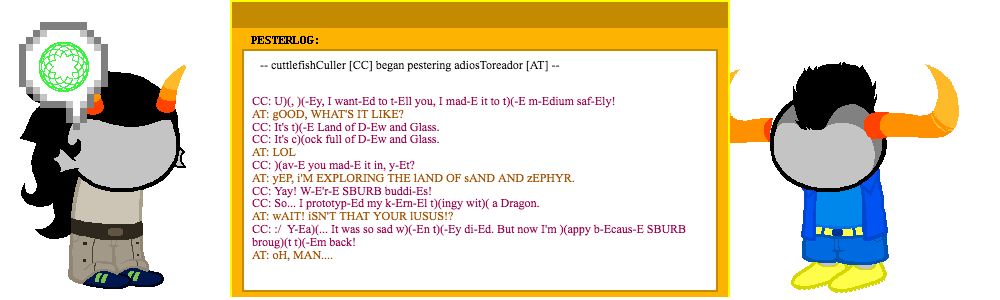 PESTERLOG:
-- cuttlefishCuller [CC] began pestering adiosToreador [AT] --
CC: U)(, )(-Ey, I want-Ed to t-Ell you, I mad-E it to t)(-E m-Edium saf-Ely!
AT: gOOD, WHAT'S IT LIKE?
CC: It's t)(-E Land of D-Ew and Glass.
CC: It's c)(ock full of D-Ew and Glass.
AT: LOL
CC: )(av-E you mad-E it in, y-Et?
AT: yEP, i'M EXPLORING THE lAND OF sAND AND zEPHYR.
CC: Yay! W-E'r-E SBURB buddi-Es!
CC: So... I prototyp-Ed my k-Ern-El t)(ingy wit)( a Dragon.
AT: wAIT! iSN'T THAT YOUR lUSUS!?
CC: :/  Y-Ea)(... It was so sad w)(-En t)(-Ey di-Ed. But now I'm )(appy b-Ecaus-E SBURB
broug)(t t)(-Em back!
AT: oH, MAN....